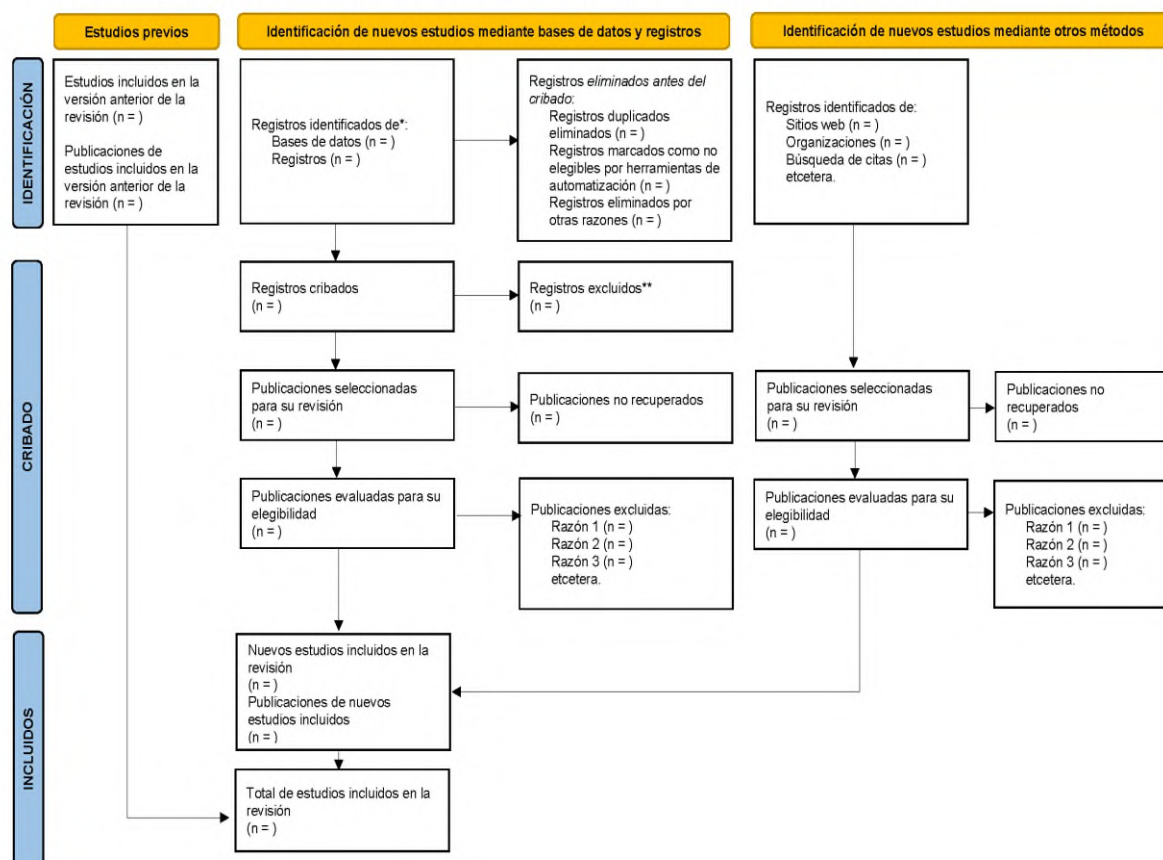 Estudios previos
Identificación de nuevos estudios mediante bases de datos y registros
Identificación de nuevos estudios mediante otros métodos
IDENTIFICACIÓN
Estudios incluidos en la
versión anterior de la
revisión (n = )
Publicaciones de
estudios incluidos en la
versión anterior de la
revisión (n = )
Registros identificados de*:
Bases de datos (n = )
Registros (n = )
Registros eliminados antes del
cribado:
Registros duplicados
eliminados (n = )
Registros marcados como no
elegibles por herramientas de
automatización (n = )
Registros eliminados por
otras razones (n = )
Registros identificados de:
Sitios web (n = )
Organizaciones (n = )
Búsqueda de citas (n = )
etcetera.
CRIBADO
Registros cribados
(n = )
Registros excluidos**
(n = )
Publicaciones seleccionadas
para su revisión
(n = )
Publicaciones no recuperados
(n = )
Publicaciones seleccionadas
para su revisión
(n = )
Publicaciones no
recuperados
(n = )
Publicaciones evaluadas para su
elegibilidad
(n = )
Publicaciones excluidas:
Razón 1 (n = )
Razón 2 (n = )
Razón 3 (n = )
etcetera.
Publicaciones evaluadas para su
elegibilidad
(n = )
Publicaciones excluidas:
Razón 1 (n = )
Razón 2 (n = )
Razón 3 (n = )
etcetera.
INCLUIDOS
Nuevos estudios incluidos en la
revisión
(n = )
Publicaciones de nuevos
estudios incluidos
(n = )
Total de estudios incluidos en la
revisión
(n = )